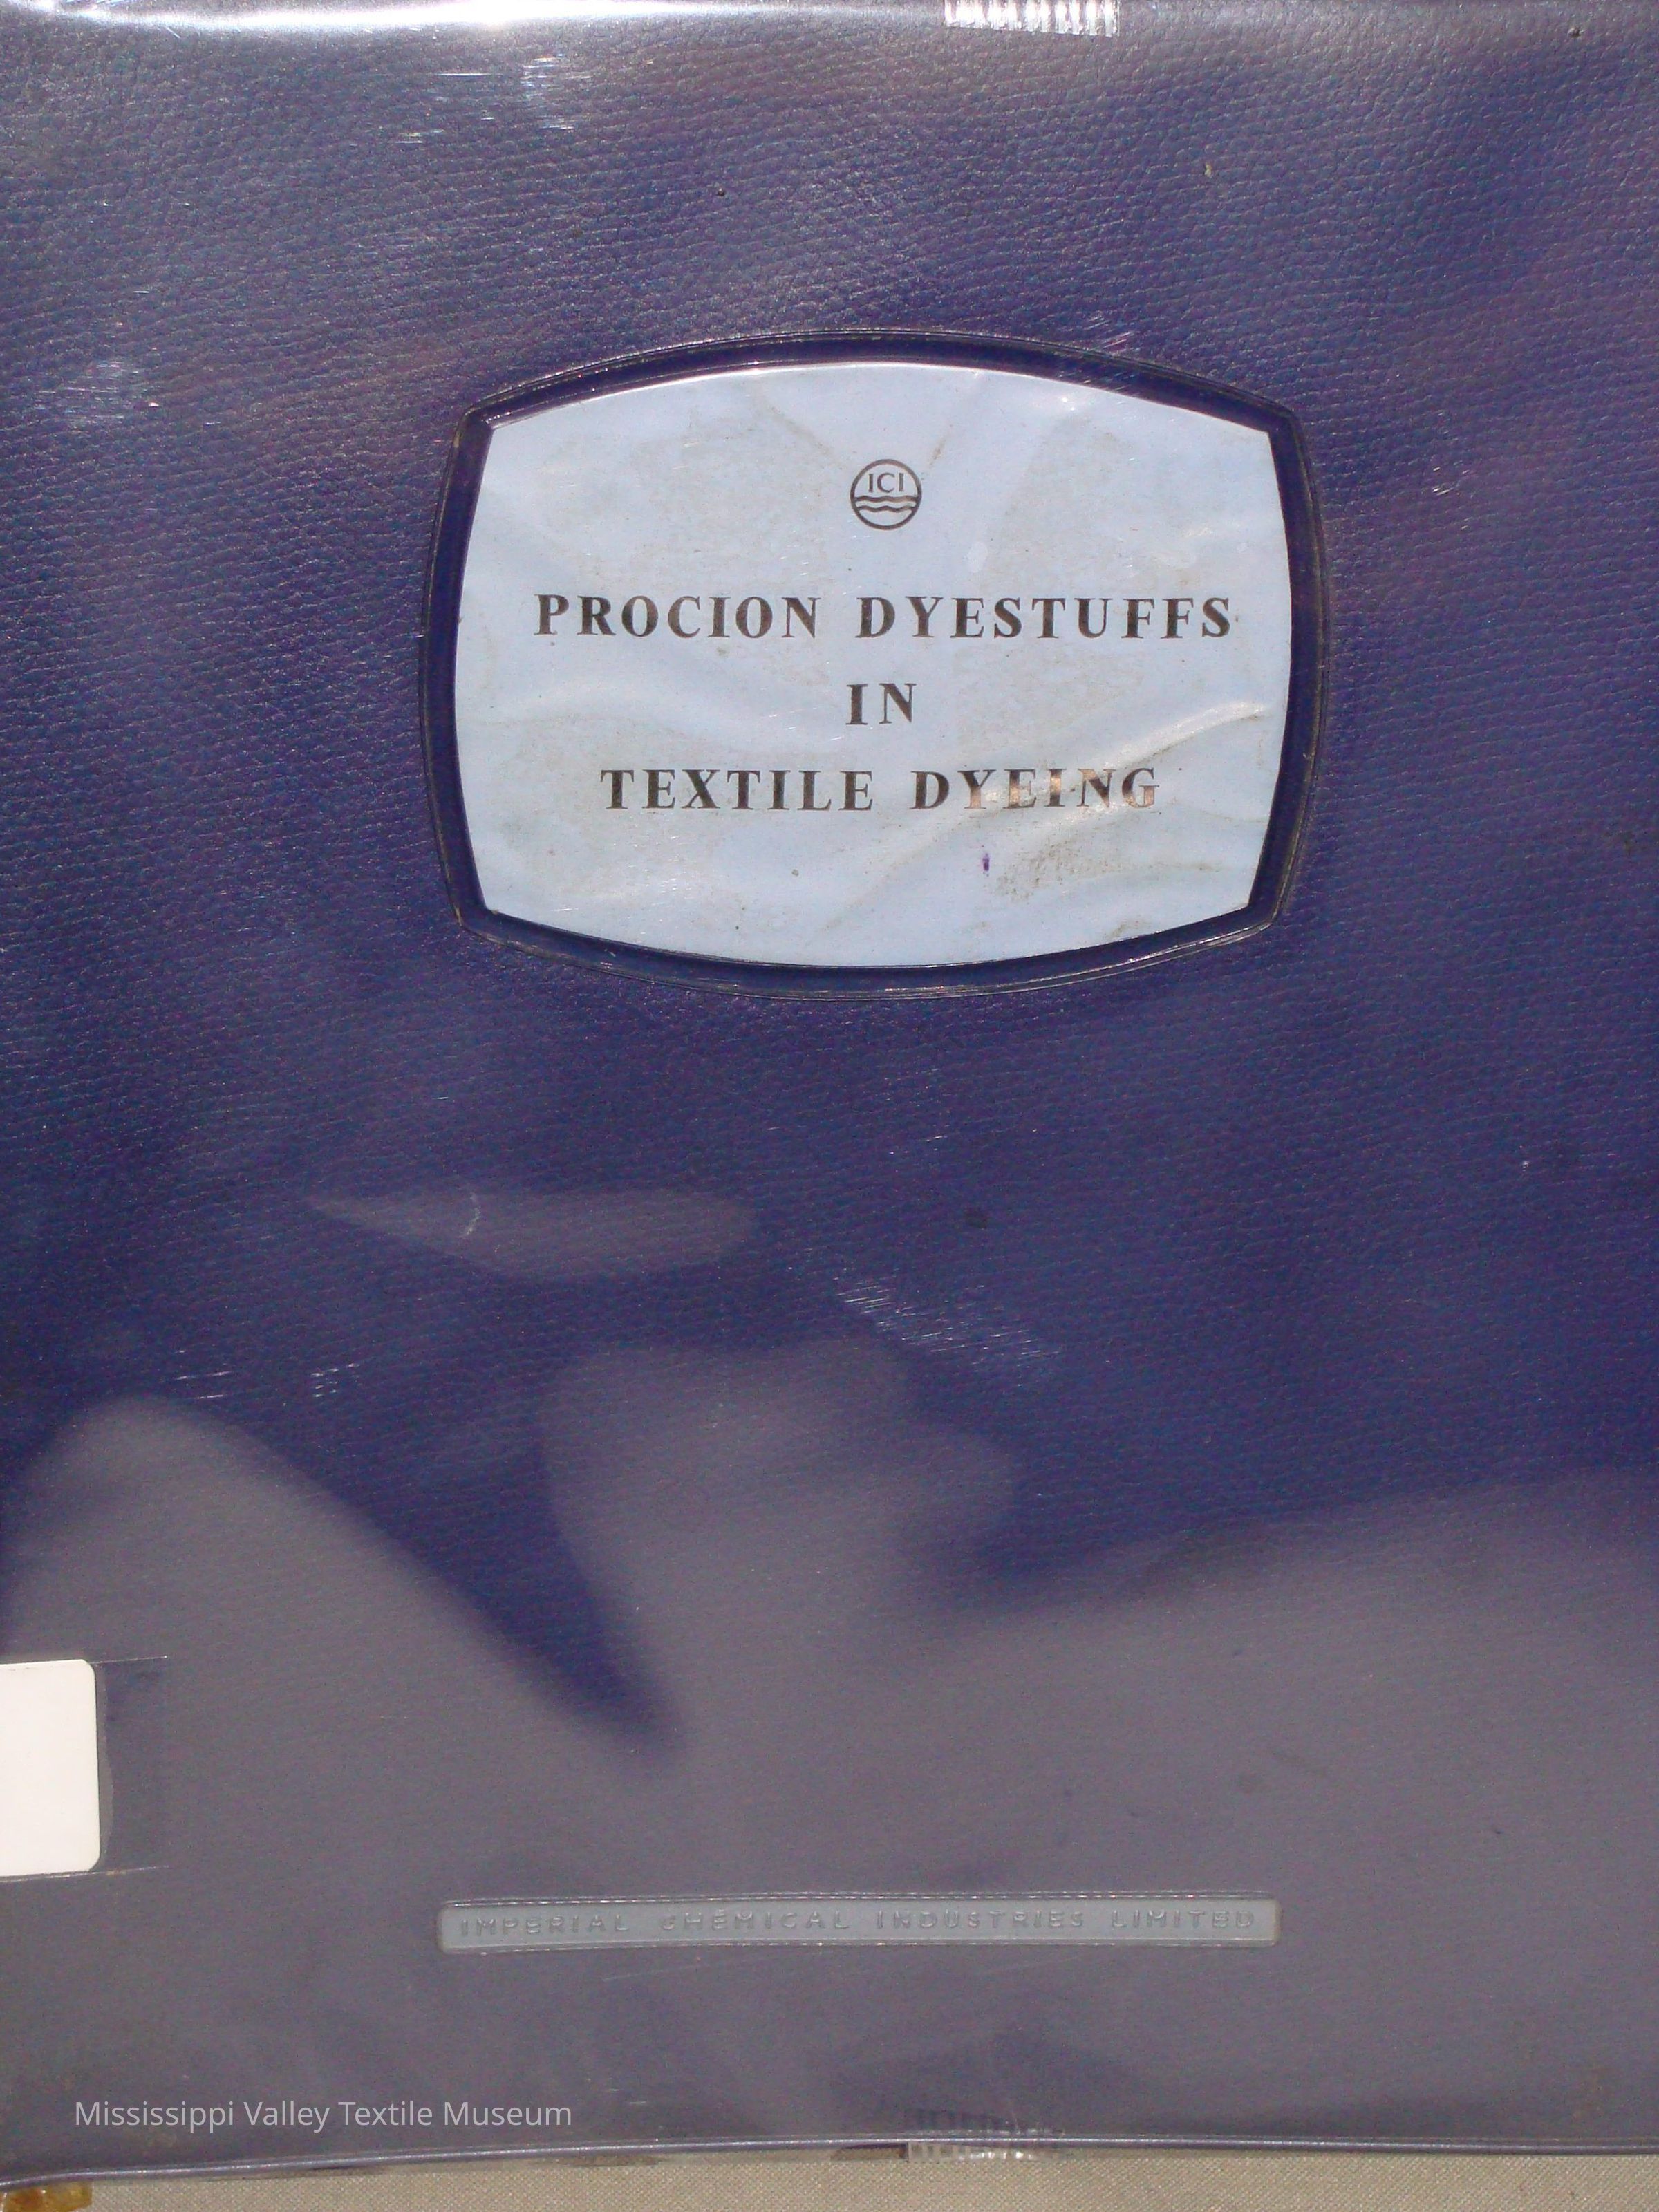 ICI
PROCION DYESTUFFS
IN
TEXTILE DYEING
IMPERIAL CHEMICAL INDUSTRIES LIMITED
Mississippi Valley Textile Museum